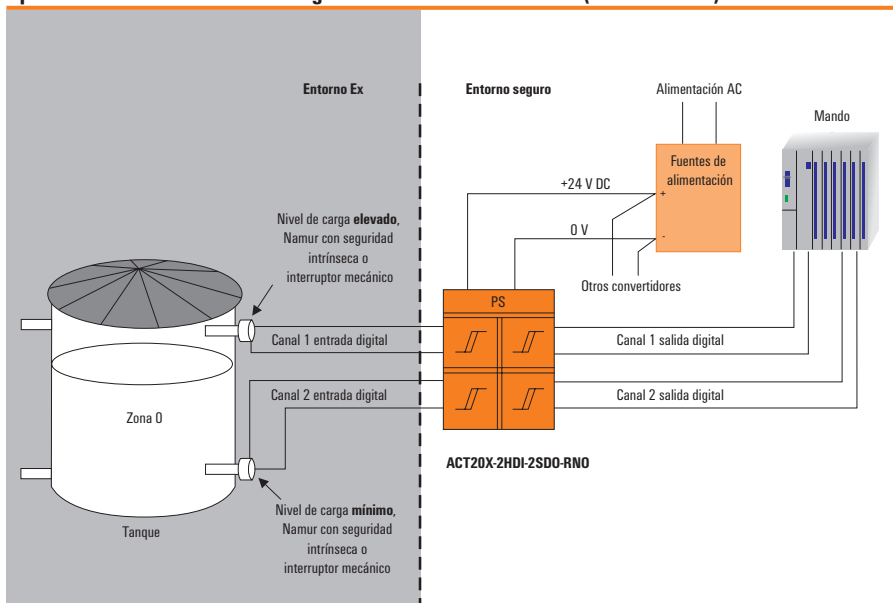 Entorno Ex
Entorno seguro
Alimentación AC
Mando
Fuentes de
alimentación
+24 V DC
+
0 V
-
Otros convertidores
Nivel de carga elevado,
Namur con seguridad
intrínseca o
interruptor mecánico
PS
Canal 1 entrada digital
Canal 1 salida digital
Canal 2 entrada digital
Canal 2 salida digital
Zona 0
ACT20X-2HDI-2SDO-RNO
Nivel de carga mínimo,
Namur con seguridad
intrínseca o
interruptor mecánico
Tanque